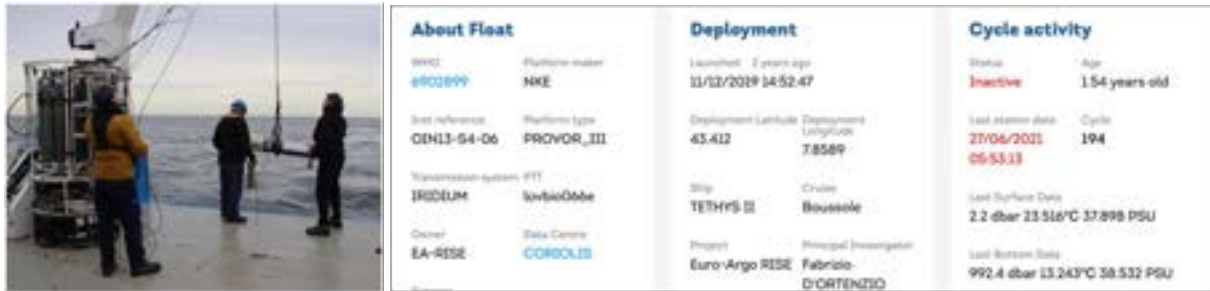 About Float
WMO Platform maker
6902899 NKE
Inst reference Platform type
OIN13-S4-06 PROVOR_III
Transmission system PTT
IRIDIUM lovbio066e
Owner Data Centre
EA-RISE CORIOLIS
Deployment
Launched 2 years ago
11/12/2019 14:52:47
Deployment Latitude Deployment Longitude
43.412 7.8589
Ship Cruise
TETHYS II Boussole
Project Principal Investigator
Euro-Argo RISE Fabrizio
D'ORTENZIO
Cycle activity
Status Age
Inactive 1.54 years old
Last station date Cycle
27/06/2021 194
05:53:13
Last Surface Data
2.2 dbar 23.516°C 37.898 PSU
Last Bottom Data
992.4 dbar 13.243°C 38.532 PSU